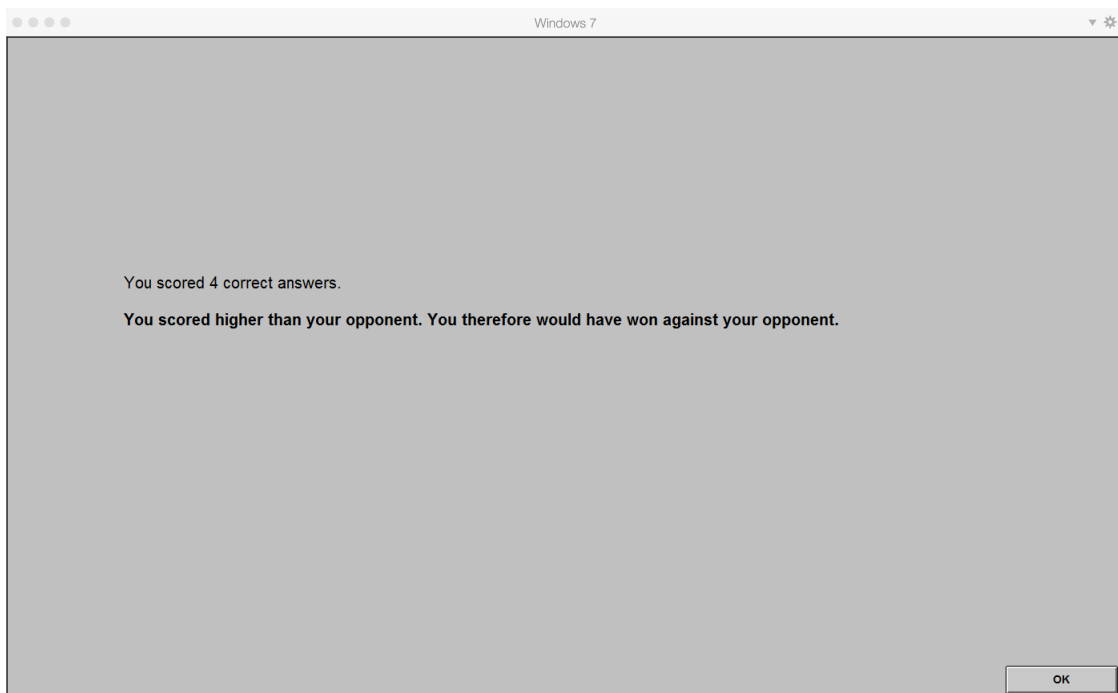 Windows 7
You scored 4 correct answers.
You scored higher than your opponent. You therefore would have won against your opponent.
OK